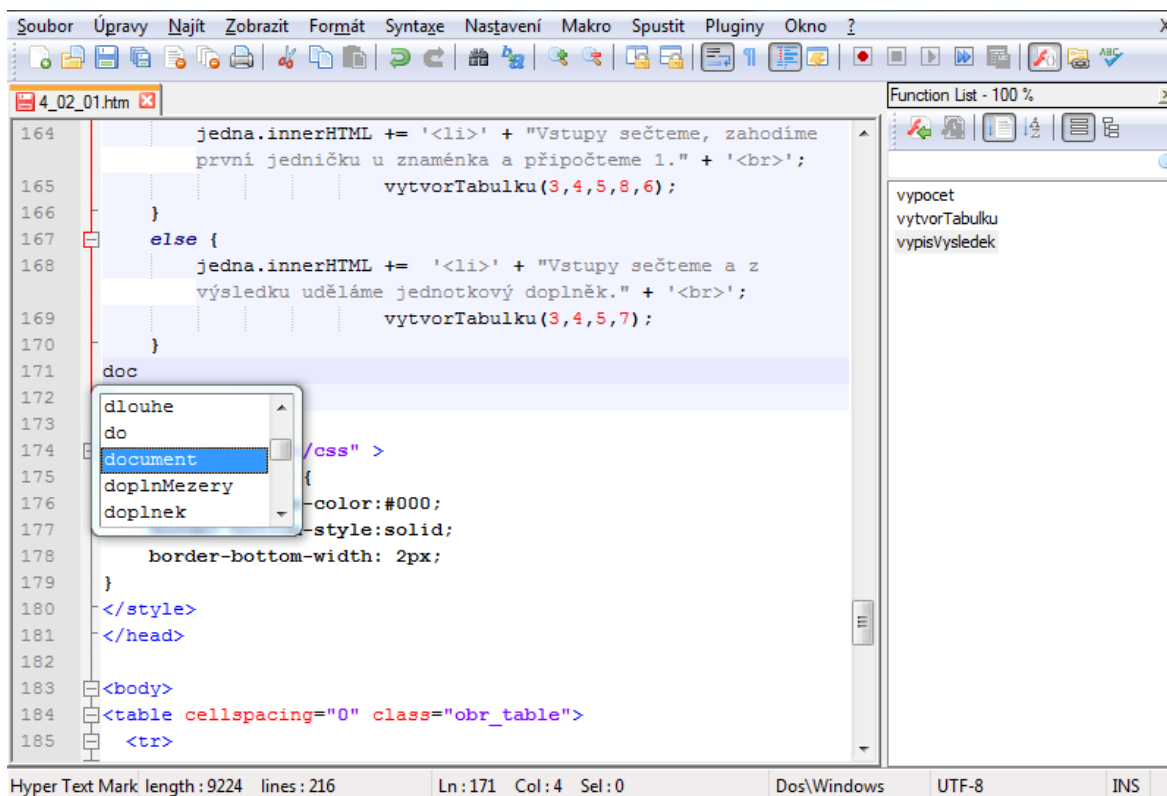 Soubor Úpravy Najít Zobrazit Formát Syntaxe Nastavení Makro Spustit Pluginy Okno ? X
4_02_01.htm
Function List - 100 %
164 jedna.innerHTML += '<li>' + "Vstupy sečteme, zahodíme
první jedničku u znaménka a připočteme 1." + '<br>';
165 vytvorTabulku(3,4,5,8,6);
166 }
167 else {
168 jedna.innerHTML += '<li>' + "Vstupy sečteme a z
výsledku uděláme jednotkový doplněk." + '<br>';
169 vytvorTabulku(3,4,5,7);
170 }
171 doc
172
173
174 /css" >
175 {
176 -color:#000;
177 -style:solid;
178 border-bottom-width: 2px;
179 }
180 </style>
181 </head>
182
183 <body>
184 <table cellspacing="0" class="obr_table">
185 <tr>
dlouhe
do
document
doplnMezery
doplnek
vypocet
vytvorTabulku
vypisVysledek
Hyper Text Mark length : 9224 lines : 216 Ln : 171 Col : 4 Sel : 0 Dos\Windows UTF-8 INS